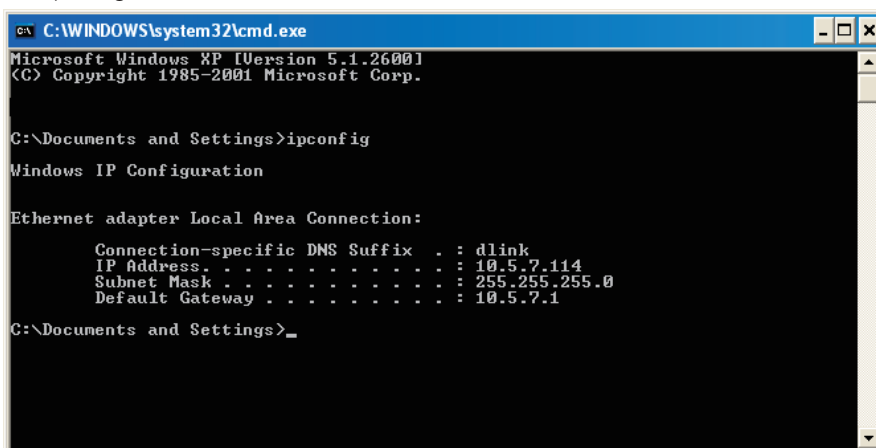 C:\WINDOWS\system32\cmd.exe
Microsoft Windows XP [Version 5.1.2600]
(C) Copyright 1985-2001 Microsoft Corp.
C:\Documents and Settings>ipconfig
Windows IP Configuration
Ethernet adapter Local Area Connection:
Connection-specific DNS Suffix . : dlink
IP Address. . . . . . . . . . . . : 10.5.7.114
Subnet Mask . . . . . . . . . . . : 255.255.255.0
Default Gateway . . . . . . . . . : 10.5.7.1
C:\Documents and Settings>_